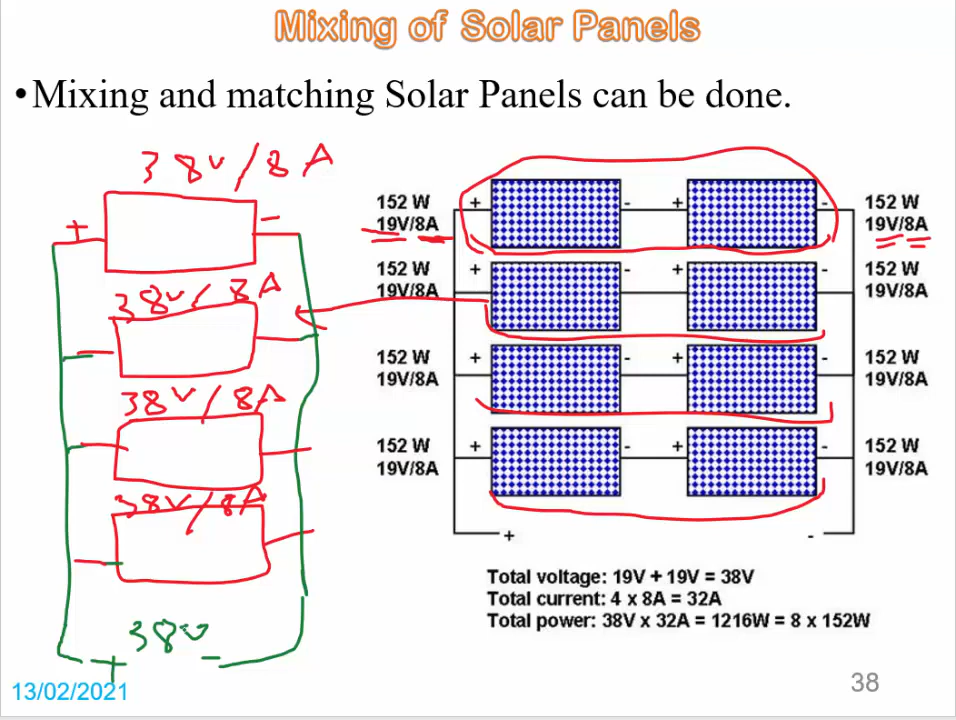 Mixing of Solar Panels
•Mixing and matching Solar Panels can be done.
38V/8A
+ -
38V/8A
38V/8A
38V/8A
38V
+ -
152 W + - + - 152 W
19V/8A 19V/8A
152 W + - + - 152 W
19V/8A 19V/8A
152 W + - + - 152 W
19V/8A 19V/8A
152 W + - + - 152 W
19V/8A 19V/8A
+ -
Total voltage: 19V + 19V = 38V
Total current: 4 x 8A = 32A
Total power: 38V x 32A = 1216W = 8 x 152W
13/02/2021
38